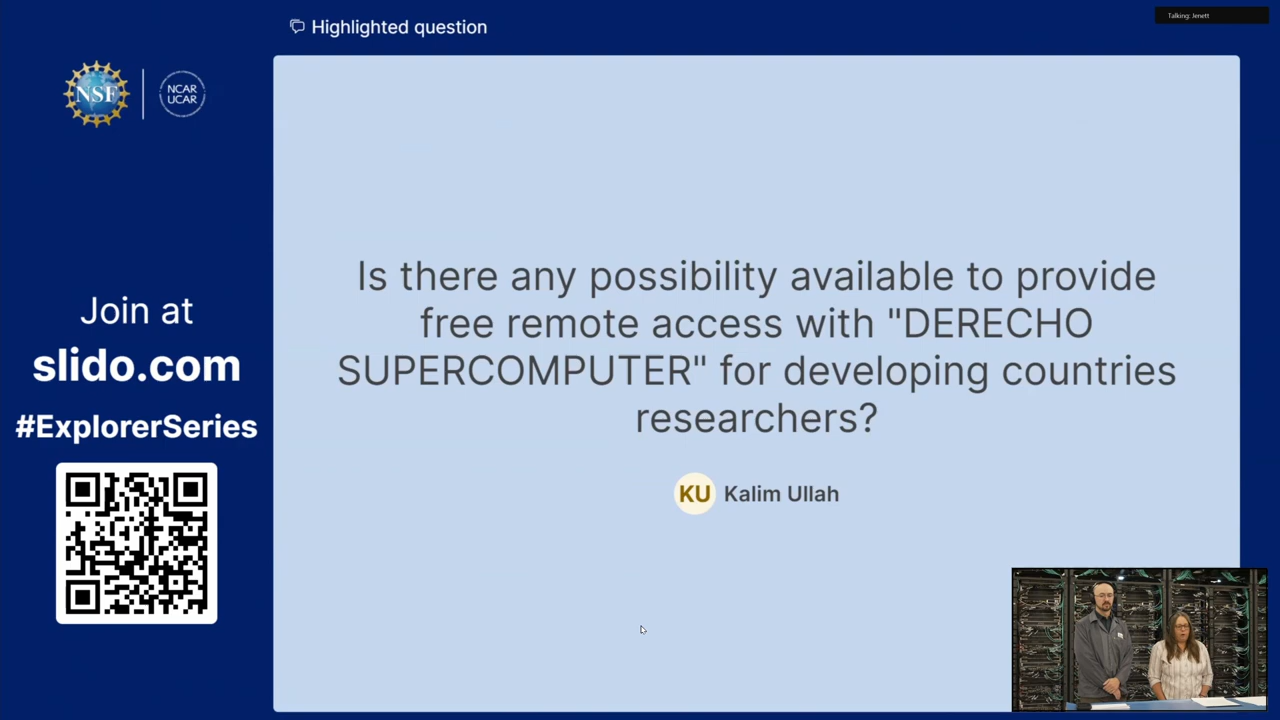 Highlighted question
Talking: Jenett
NSF
NCAR
UCAR
Is there any possibility available to provide
free remote access with "DERECHO
SUPERCOMPUTER" for developing countries
researchers?
KU Kalim Ullah
Join at
slido.com
#ExplorerSeries